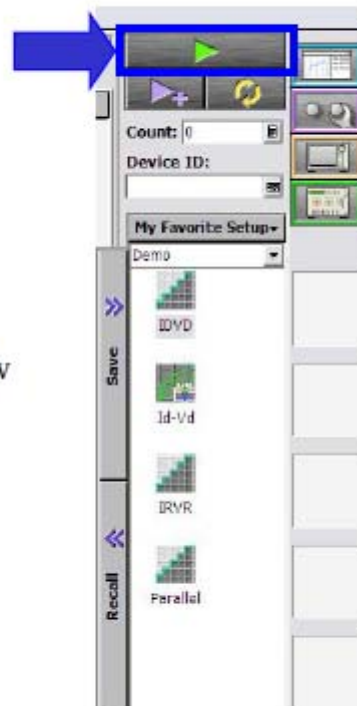 Count: 0
Device ID:
My Favorite Setup
Demo
IDVD
Save
Id-Vd
IRVR
Recall
Parallel